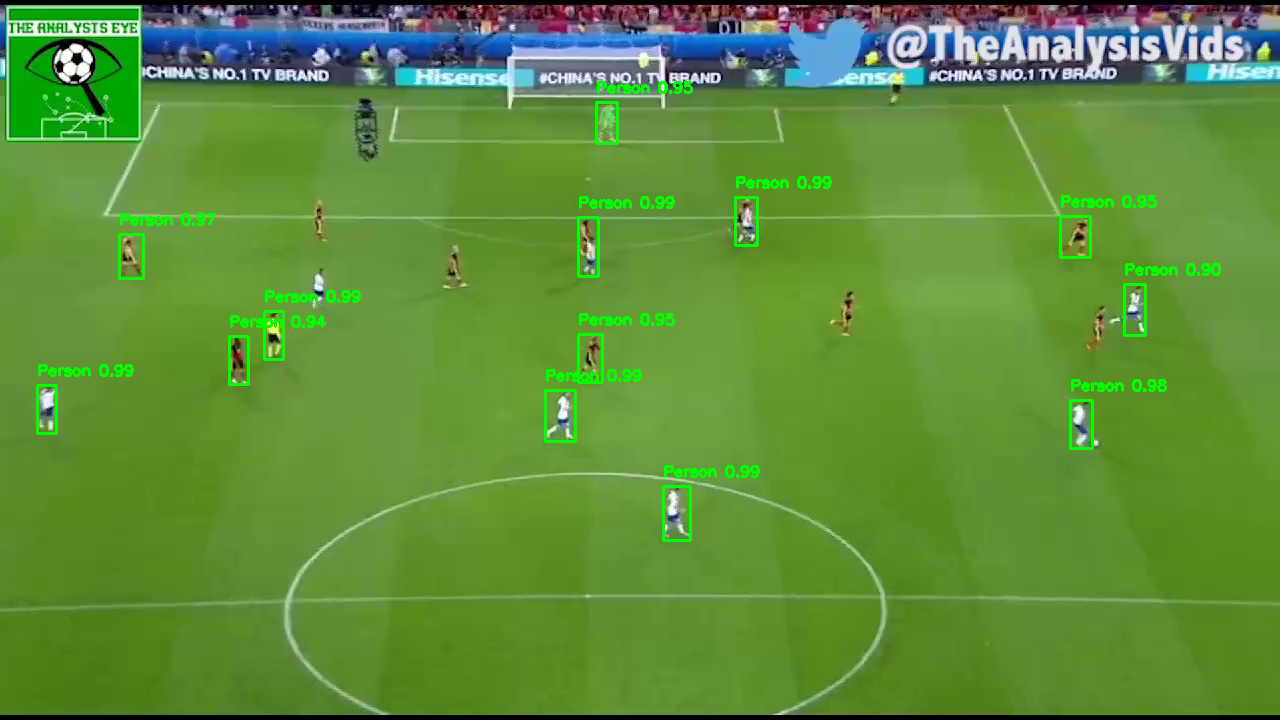 THE ANALYSTS EYE
@TheAnalysisVids
CHINA'S NO.1 TV BRAND
Hisense
#CHINA'S NO.1 TV BRAND
#CHINA'S NO.1 TV BRAND
Hisense
Person 0.95
Person 0.99
Person 0.99
Person 0.95
Person 0.97
Person 0.90
Person 0.99
Person 0.94
Person 0.95
Person 0.99
Person 0.99
Person 0.98
Person 0.99